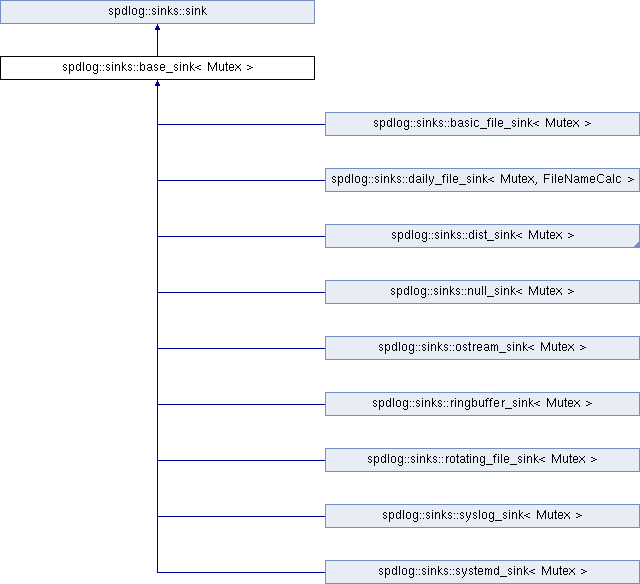 spdlog::sinks::sink
spdlog::sinks::base_sink< Mutex >
spdlog::sinks::basic_file_sink< Mutex >
spdlog::sinks::daily_file_sink< Mutex, FileNameCalc >
spdlog::sinks::dist_sink< Mutex >
spdlog::sinks::null_sink< Mutex >
spdlog::sinks::ostream_sink< Mutex >
spdlog::sinks::ringbuffer_sink< Mutex >
spdlog::sinks::rotating_file_sink< Mutex >
spdlog::sinks::syslog_sink< Mutex >
spdlog::sinks::systemd_sink< Mutex >